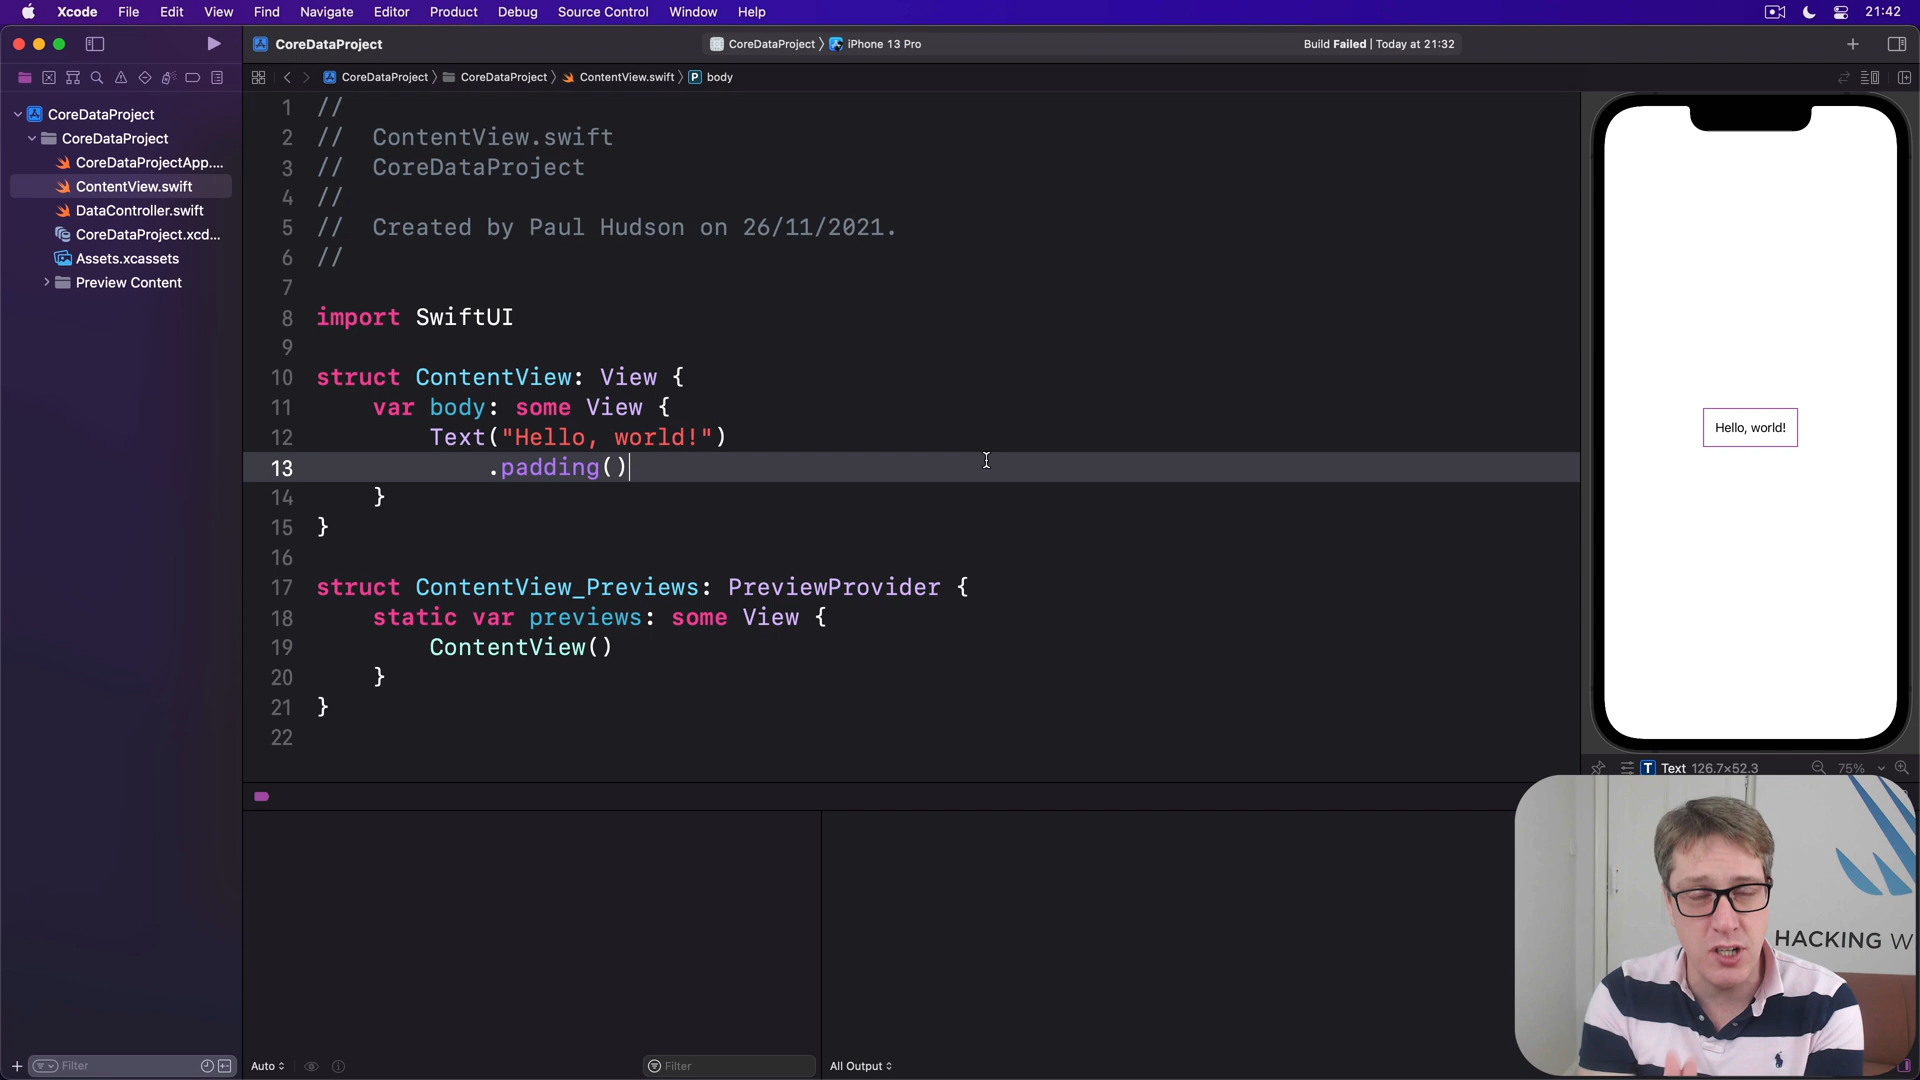 Xcode File Edit View Find Navigate Editor Product Debug Source Control Window Help 21:42
CoreDataProject CoreDataProject iPhone 13 Pro Build Failed | Today at 21:32
CoreDataProject CoreDataProject ContentView.swift P body
CoreDataProject
CoreDataProject
CoreDataProjectApp....
ContentView.swift
DataController.swift
CoreDataProject.xcd...
Assets.xcassets
Preview Content
1 //
2 // ContentView.swift
3 // CoreDataProject
4 //
5 // Created by Paul Hudson on 26/11/2021.
6 //
7
8 import SwiftUI
9
10 struct ContentView: View {
11 var body: some View {
12 Text("Hello, world!")
13 .padding()
14 }
15 }
16
17 struct ContentView_Previews: PreviewProvider {
18 static var previews: some View {
19 ContentView()
20 }
21 }
22
Hello, world!
T Text 126.7×52.3 75%
HACKING W
Filter Auto Filter All Output